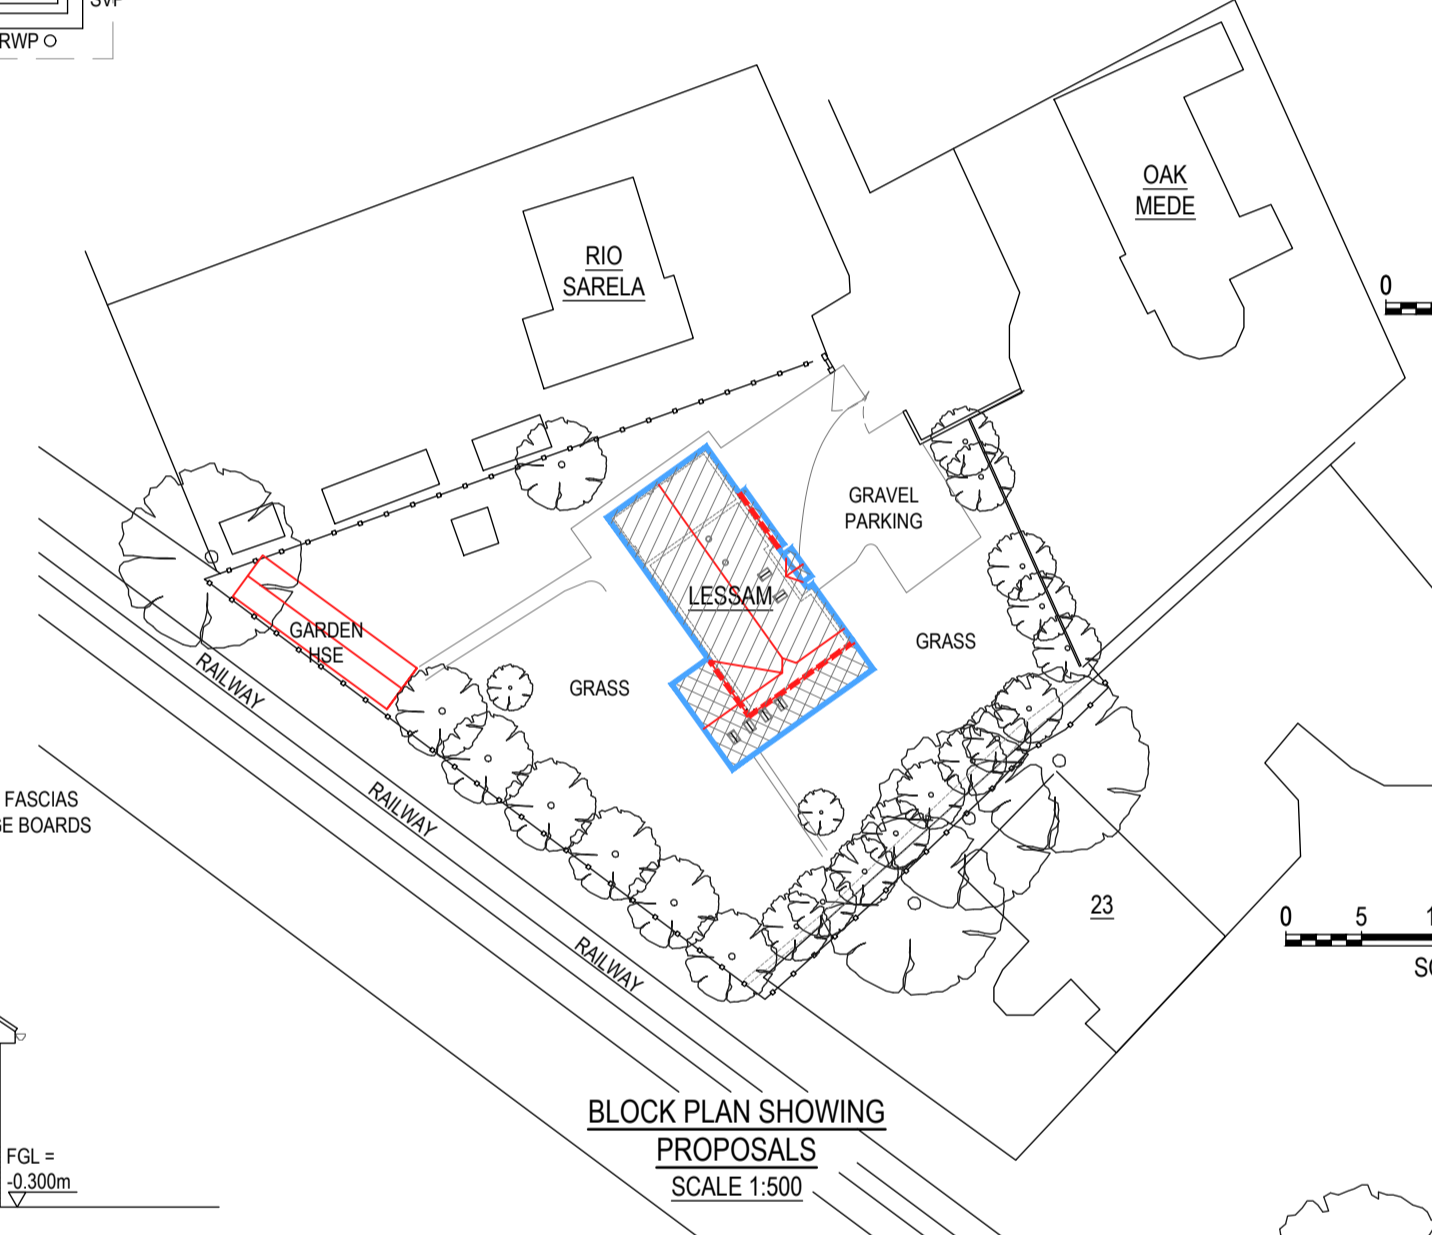 RWP
OAK
MEDE
RIO
SARELA
0
GRAVEL
PARKING
LESSAM
GARDEN
HSE
GRASS
GRASS
RAILWAY
RAILWAY
FASCIAS
BOARDS
23
0 5
RAILWAY
BLOCK PLAN SHOWING
PROPOSALS
SCALE 1:500
FGL =
-0.300m